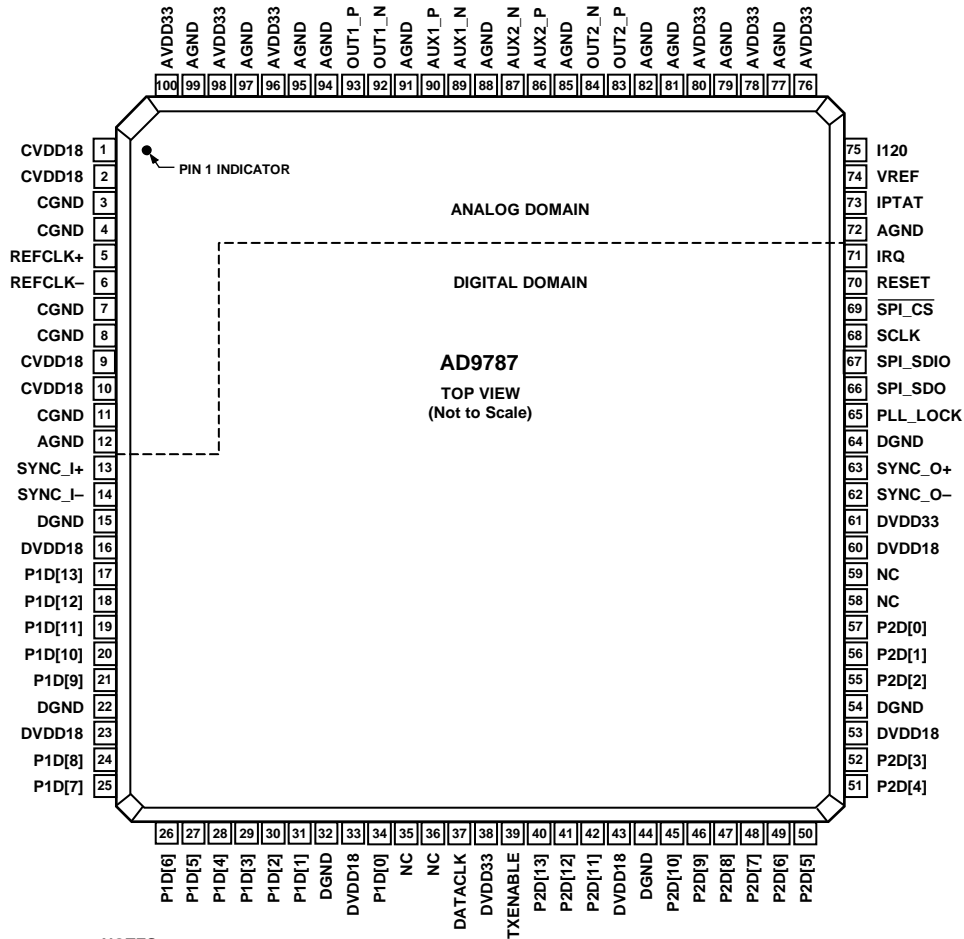 AVDD33
AGND
AVDD33
AGND
AVDD33
AGND
AGND
OUT1_P
OUT1_N
AGND
AUX1_P
AUX1_N
AGND
AUX2_N
AUX2_P
AGND
OUT2_N
OUT2_P
AGND
AGND
AVDD33
AGND
AVDD33
AGND
AVDD33
100 99 98 97 96 95 94 93 92 91 90 89 88 87 86 85 84 83 82 81 80 79 78 77 76
CVDD18 1
CVDD18 2
CGND 3
CGND 4
REFCLK+ 5
REFCLK– 6
CGND 7
CGND 8
CVDD18 9
CVDD18 10
CGND 11
AGND 12
SYNC_I+ 13
SYNC_I– 14
DGND 15
DVDD18 16
P1D[13] 17
P1D[12] 18
P1D[11] 19
P1D[10] 20
P1D[9] 21
DGND 22
DVDD18 23
P1D[8] 24
P1D[7] 25
PIN 1 INDICATOR
ANALOG DOMAIN
DIGITAL DOMAIN
AD9787
TOP VIEW
(Not to Scale)
75 I120
74 VREF
73 IPTAT
72 AGND
71 IRQ
70 RESET
69 SPI_CS
68 SCLK
67 SPI_SDIO
66 SPI_SDO
65 PLL_LOCK
64 DGND
63 SYNC_O+
62 SYNC_O–
61 DVDD33
60 DVDD18
59 NC
58 NC
57 P2D[0]
56 P2D[1]
55 P2D[2]
54 DGND
53 DVDD18
52 P2D[3]
51 P2D[4]
26 27 28 29 30 31 32 33 34 35 36 37 38 39 40 41 42 43 44 45 46 47 48 49 50
P1D[6]
P1D[5]
P1D[4]
P1D[3]
P1D[2]
P1D[1]
DGND
DVDD18
P1D[0]
NC
NC
DATACLK
DVDD33
TXENABLE
P2D[13]
P2D[12]
P2D[11]
DVDD18
DGND
P2D[10]
P2D[9]
P2D[8]
P2D[7]
P2D[6]
P2D[5]